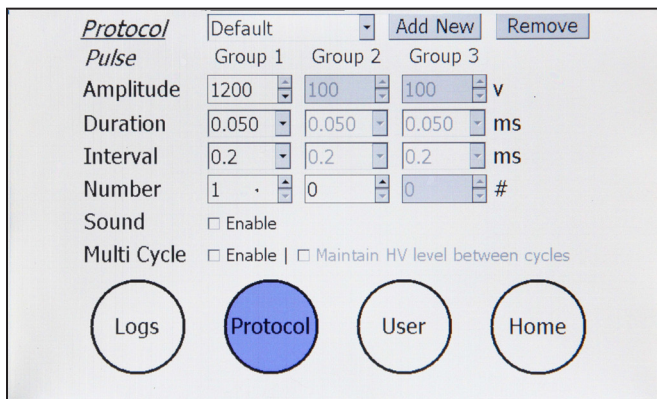 Protocol Default Add New Remove
Pulse Group 1 Group 2 Group 3
Amplitude 1200 100 100 v
Duration 0.050 0.050 0.050 ms
Interval 0.2 0.2 0.2 ms
Number 1 0 0 #
Sound Enable
Multi Cycle Enable | Maintain HV level between cycles
Logs Protocol User Home